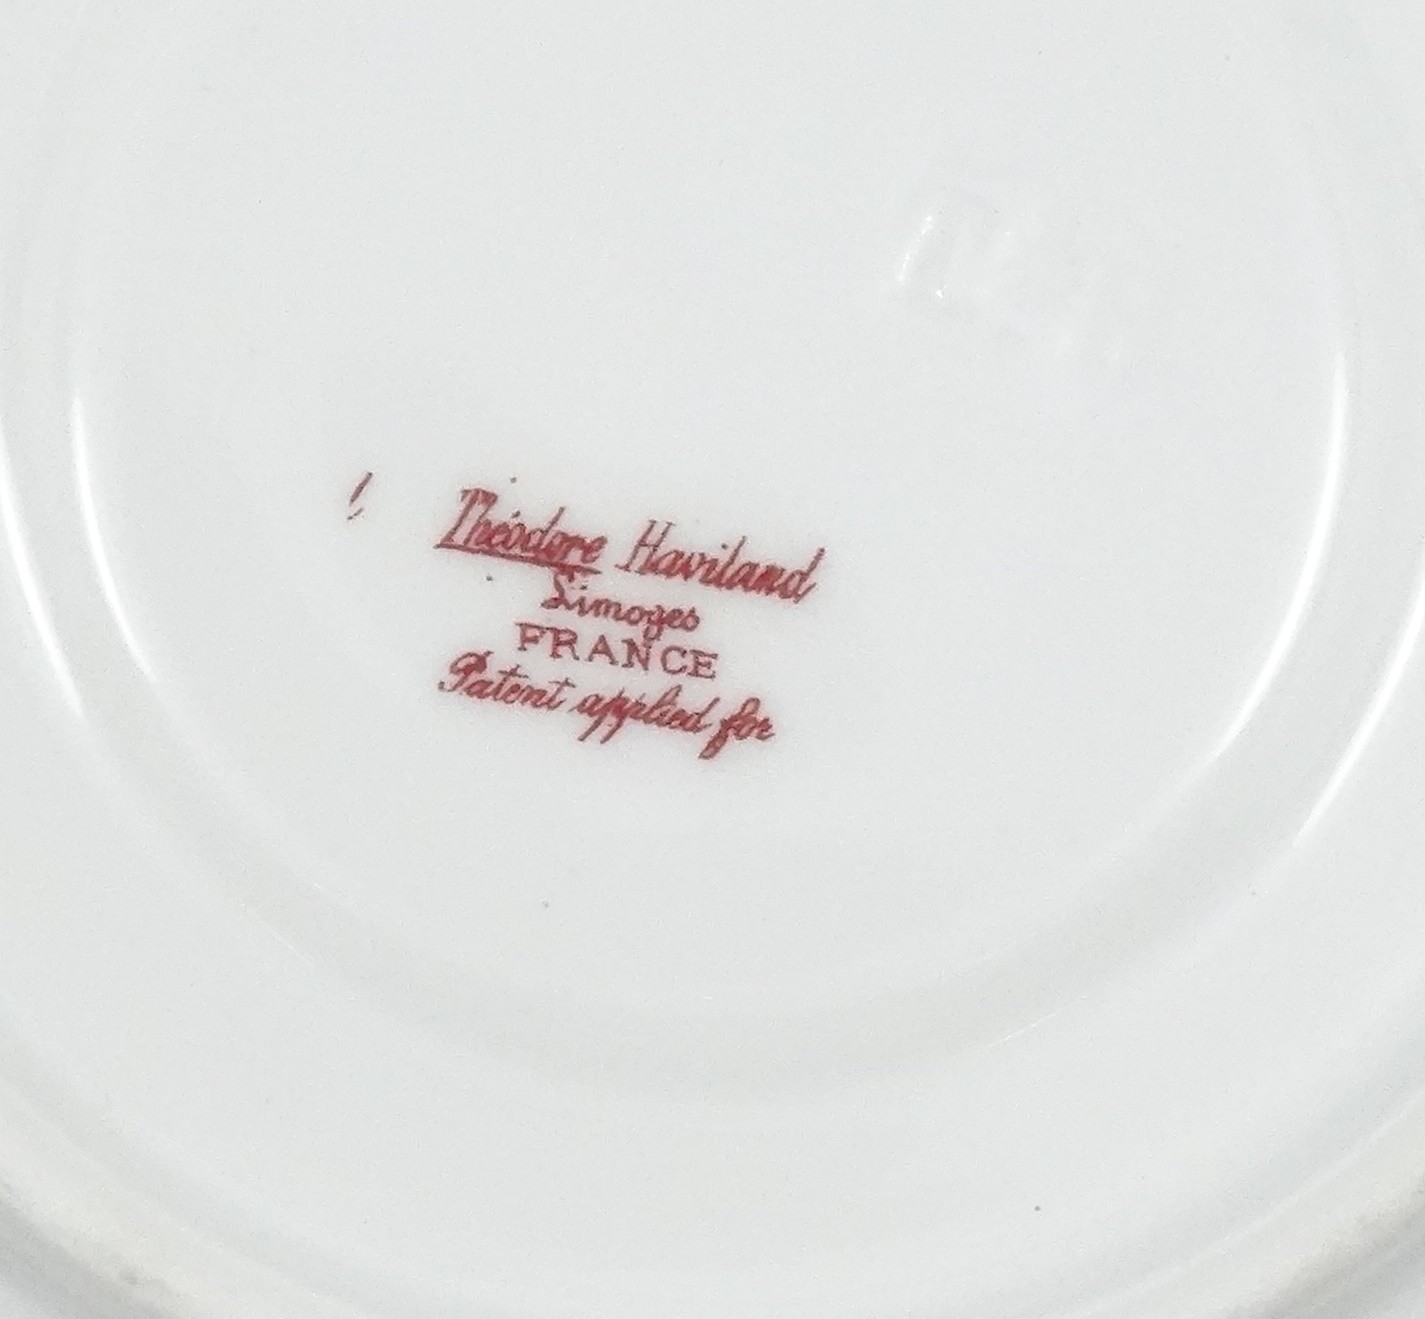 Théodore Haviland
Limoges
FRANCE
Patent applied for